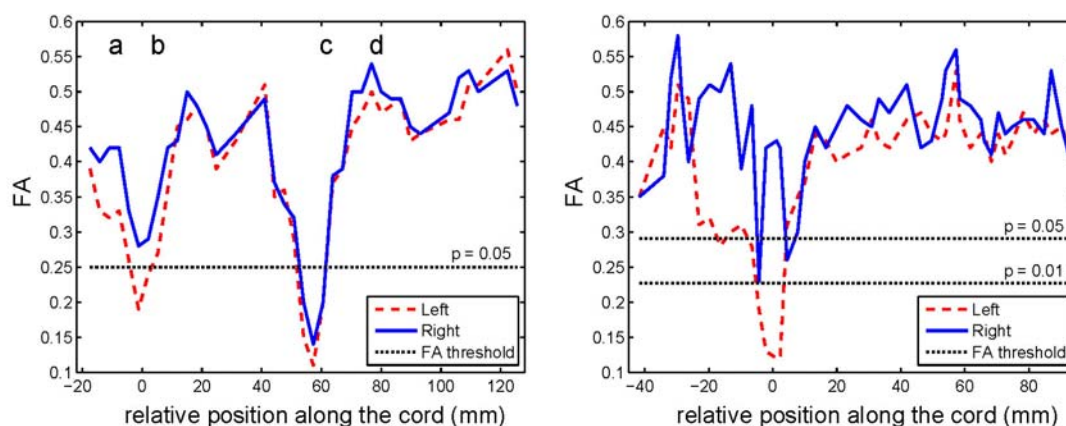 0.6
0.55
0.5
0.45
0.4
0.35
0.3
0.25
0.2
0.15
0.1
FA
a b c d
p = 0.05
Left
Right
FA threshold
−20 0 20 40 60 80 100 120
relative position along the cord (mm)
0.6
0.55
0.5
0.45
0.4
0.35
0.3
0.25
0.2
0.15
0.1
FA
p = 0.05
p = 0.01
Left
Right
FA threshold
−40 −20 0 20 40 60 80
relative position along the cord (mm)